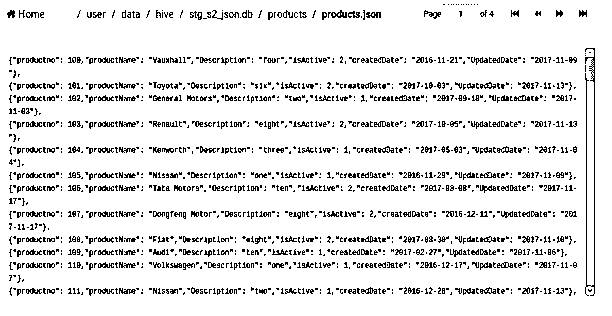 Home / user / data / hive / stg_s2_json.db / products / products.json Page 1 of 4
{"productno": 100,"productName": "Vauxhall","Description": "four","isActive": 2,"createdDate": "2016-11-21","UpdatedDate": "2017-11-09
"},
{"productno": 101,"productName": "Toyota","Description": "six","isActive": 2,"createdDate": "2017-10-03","UpdatedDate": "2017-11-13"},
{"productno": 102,"productName": "General Motors","Description": "two","isActive": 1,"createdDate": "2017-09-18","UpdatedDate": "2017-
11-03"},
{"productno": 103,"productName": "Renault","Description": "eight","isActive": 2,"createdDate": "2017-10-05","UpdatedDate": "2017-11-13
"},
{"productno": 104,"productName": "Kenworth","Description": "three","isActive": 1,"createdDate": "2017-05-03","UpdatedDate": "2017-11-0
4"},
{"productno": 105,"productName": "Nissan","Description": "one","isActive": 1,"createdDate": "2016-11-29","UpdatedDate": "2017-11-09"},
{"productno": 106,"productName": "Tata Motors","Description": "ten","isActive": 2,"createdDate": "2017-08-08","UpdatedDate": "2017-11-
17"},
{"productno": 107,"productName": "Dongfeng Motor","Description": "eight","isActive": 2,"createdDate": "2016-12-11","UpdatedDate": "201
7-11-17"},
{"productno": 108,"productName": "Fiat","Description": "eight","isActive": 2,"createdDate": "2017-08-30","UpdatedDate": "2017-11-10"},
{"productno": 109,"productName": "Audi","Description": "ten","isActive": 1,"createdDate": "2017-02-27","UpdatedDate": "2017-11-06"},
{"productno": 110,"productName": "Volkswagen","Description": "one","isActive": 1,"createdDate": "2016-12-17","UpdatedDate": "2017-11-0
7"},
{"productno": 111,"productName": "Nissan","Description": "two","isActive": 1,"createdDate": "2016-12-28","UpdatedDate": "2017-11-13"},